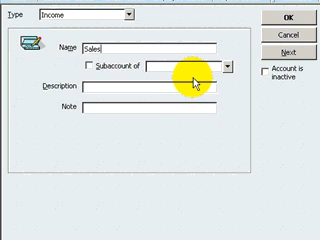 Type Income OK
Cancel
Name Sales Next
Subaccount of Account is inactive
Description
Note